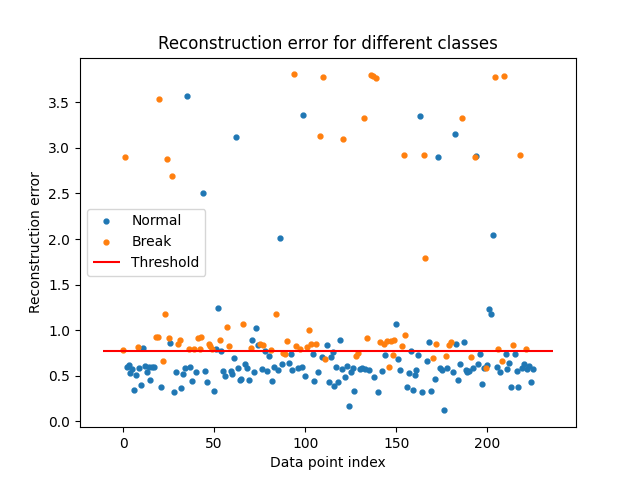 Reconstruction error for different classes
Reconstruction error
3.5
3.0
2.5
2.0
1.5
1.0
0.5
0.0
Normal
Break
Threshold
0 50 100 150 200
Data point index